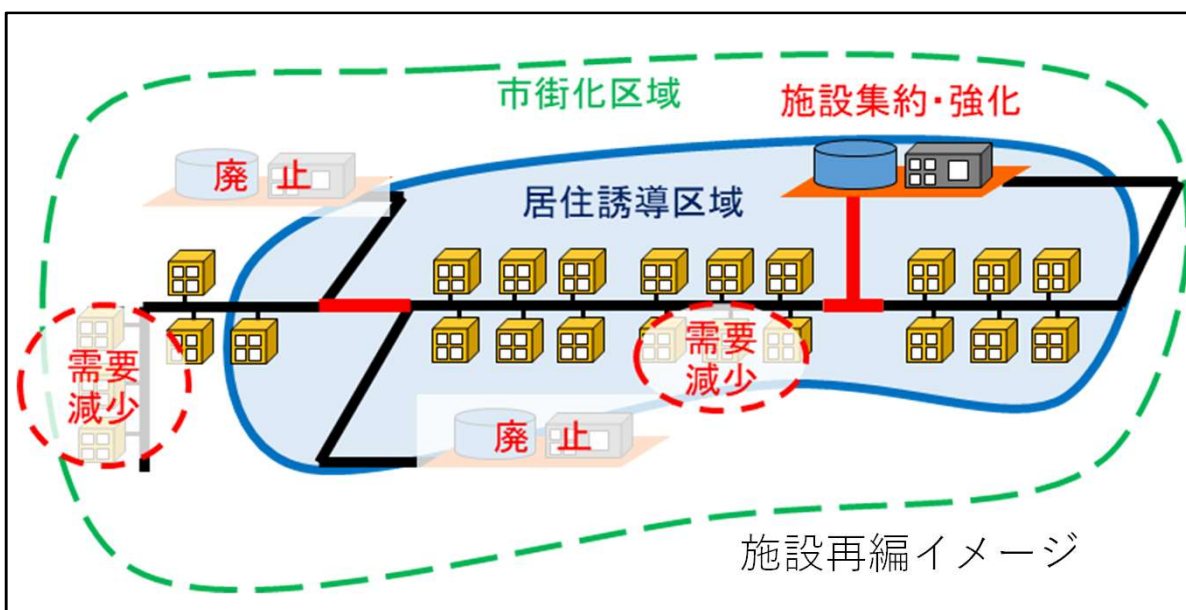 市街化区域
施設集約・強化
廃 止
居住誘導区域
需要
減少
需要
減少
廃 止
施設再編イメージ